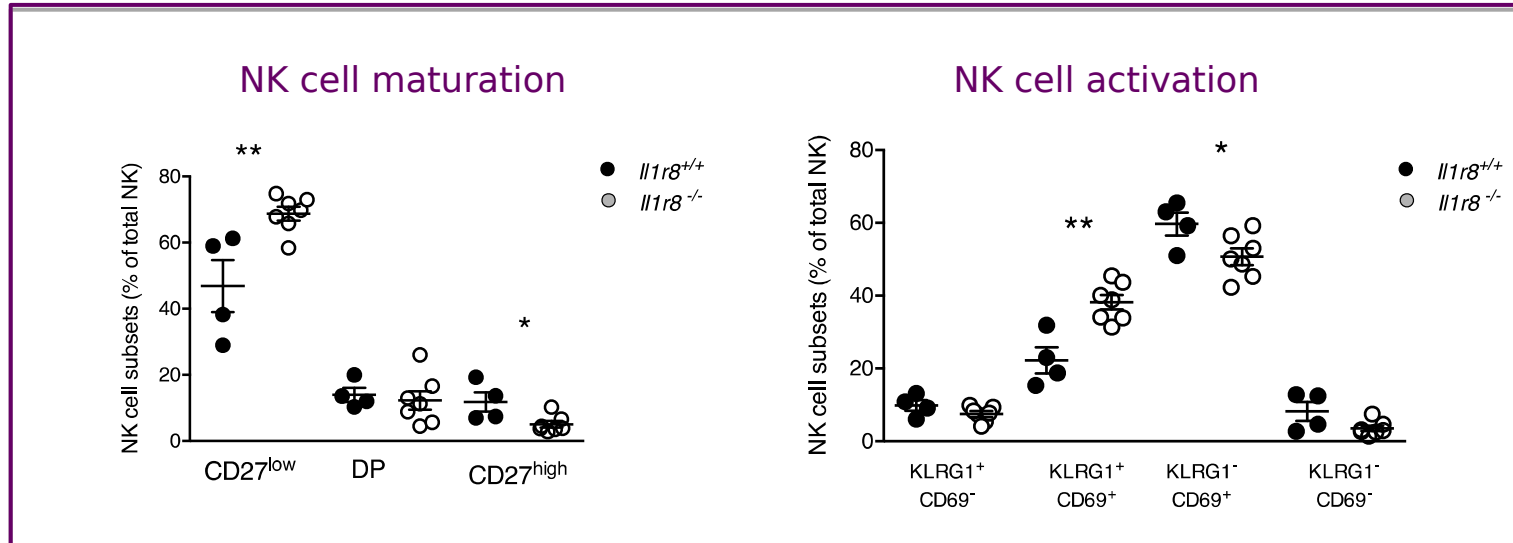 NK cell maturation
NK cell subsets (% of total NK)
80
60
40
20
0
**
*
CD27low
DP
CD27high
Il1r8+/+
Il1r8 -/-
NK cell activation
NK cell subsets (% of total NK)
80
60
40
20
0
**
*
KLRG1+
CD69-
KLRG1+
CD69+
KLRG1-
CD69+
KLRG1-
CD69-
Il1r8+/+
Il1r8 -/-